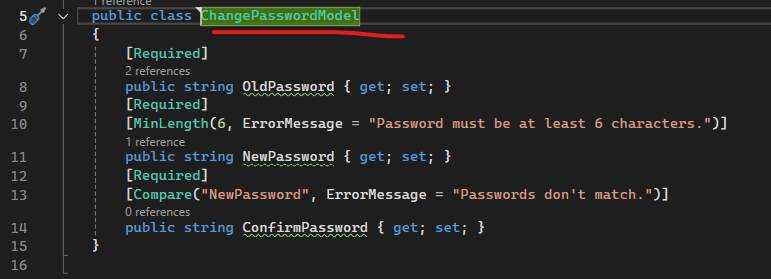 1 reference
5 public class ChangePasswordModel
6 {
7 [Required]
2 references
8 public string OldPassword { get; set; }
9 [Required]
10 [MinLength(6, ErrorMessage = "Password must be at least 6 characters.")]
1 reference
11 public string NewPassword { get; set; }
12 [Required]
13 [Compare("NewPassword", ErrorMessage = "Passwords don't match.")]
0 references
14 public string ConfirmPassword { get; set; }
15 }
16